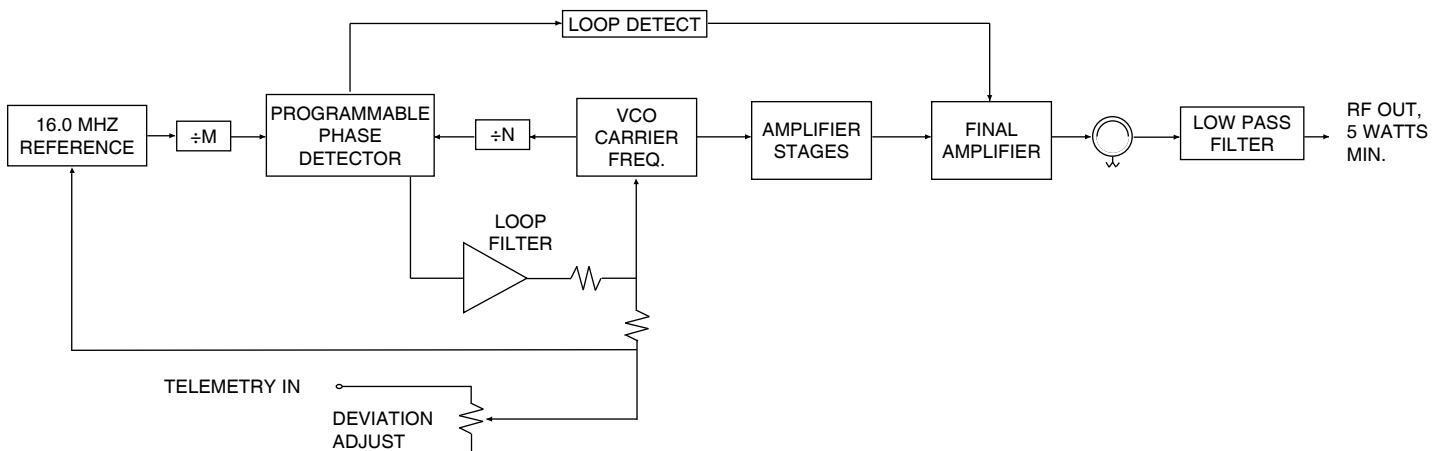 LOOP DETECT
16.0 MHZ
REFERENCE
÷M
PROGRAMMABLE
PHASE
DETECTOR
÷N
VCO
CARRIER
FREQ.
AMPLIFIER
STAGES
FINAL
AMPLIFIER
LOW PASS
FILTER
RF OUT,
5 WATTS
MIN.
LOOP
FILTER
TELEMETRY IN
DEVIATION
ADJUST